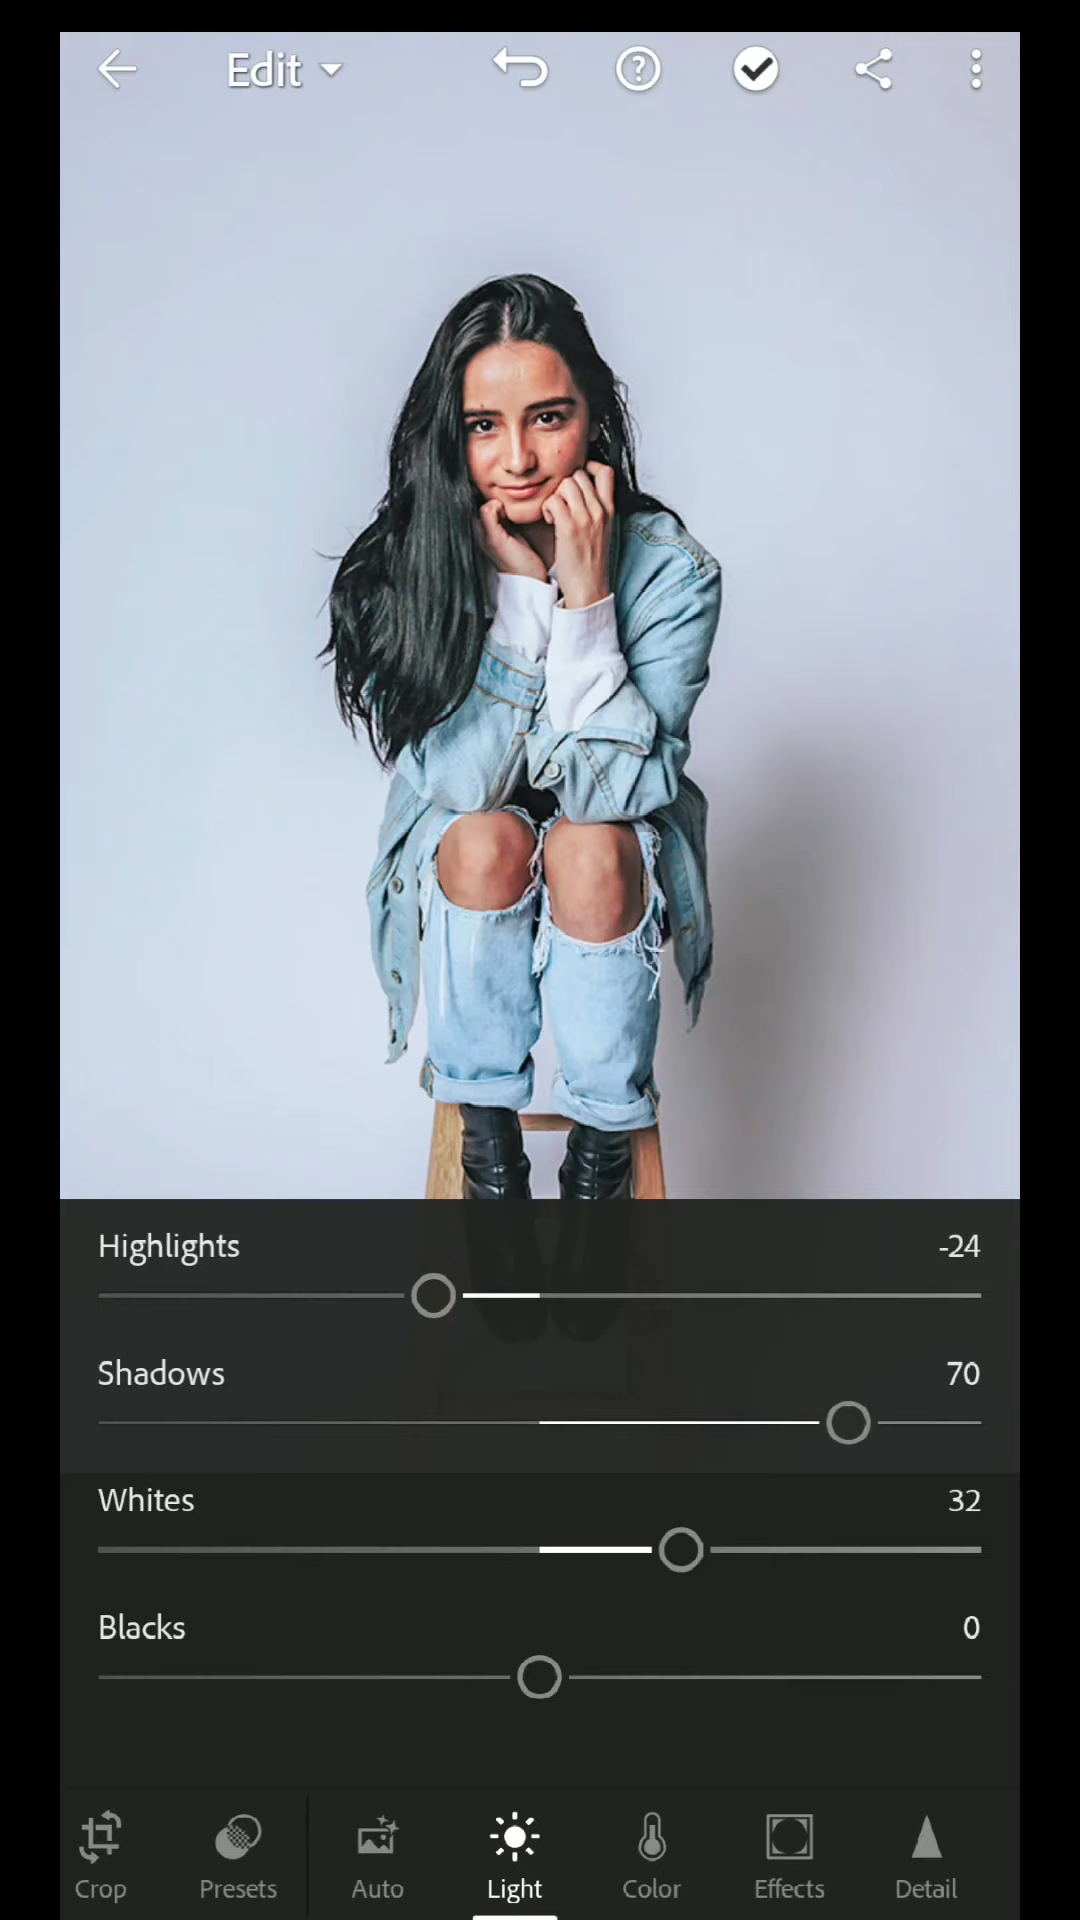 Edit
Highlights -24
Shadows 70
Whites 32
Blacks 0
Crop Presets Auto Light Color Effects Detail